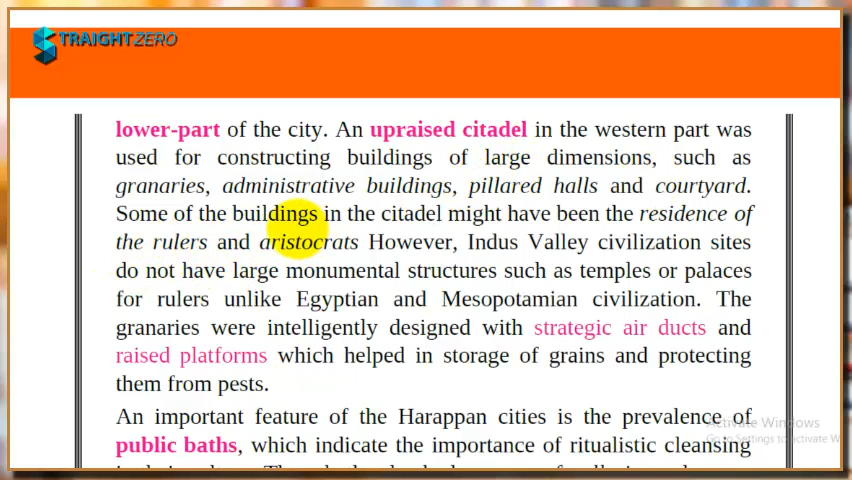 STRAIGHTZERO
lower-part of the city. An upraised citadel in the western part was
used for constructing buildings of large dimensions, such as
granaries, administrative buildings, pillared halls and courtyard.
Some of the buildings in the citadel might have been the residence of
the rulers and aristocrats However, Indus Valley civilization sites
do not have large monumental structures such as temples or palaces
for rulers unlike Egyptian and Mesopotamian civilization. The
granaries were intelligently designed with strategic air ducts and
raised platforms which helped in storage of grains and protecting
them from pests.
An important feature of the Harappan cities is the prevalence of
public baths, which indicate the importance of ritualistic cleansing
Activate Windows
Go to Settings to activate W